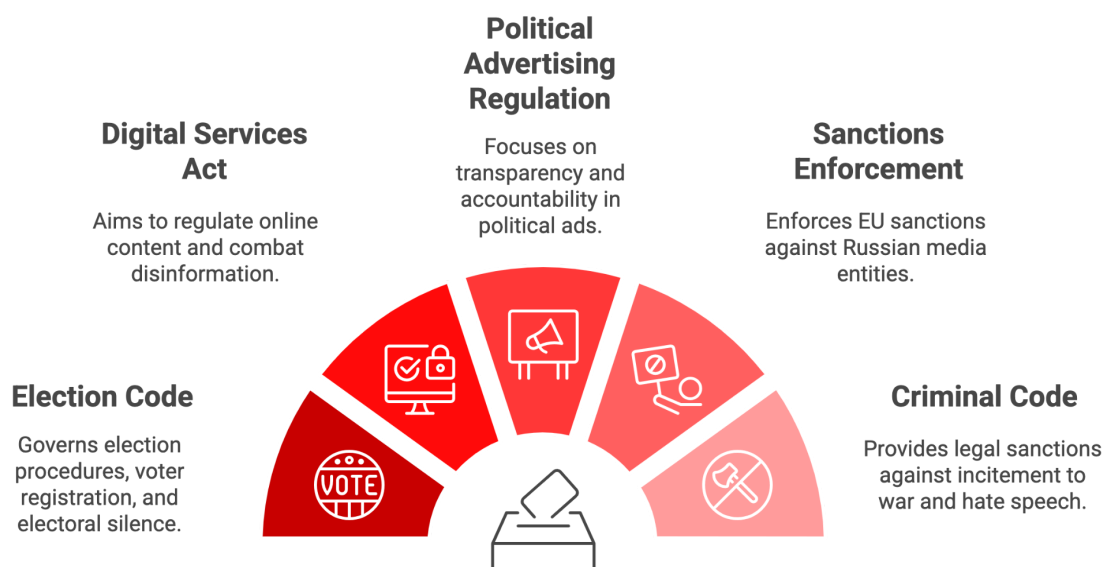 Political
Advertising
Regulation
Focuses on
transparency and
accountability in
political ads.
Digital Services
Act
Aims to regulate online
content and combat
disinformation.
Sanctions
Enforcement
Enforces EU sanctions
against Russian media
entities.
Election Code
Governs election
procedures, voter
registration, and
electoral silence.
VOTE
Criminal Code
Provides legal sanctions
against incitement to
war and hate speech.